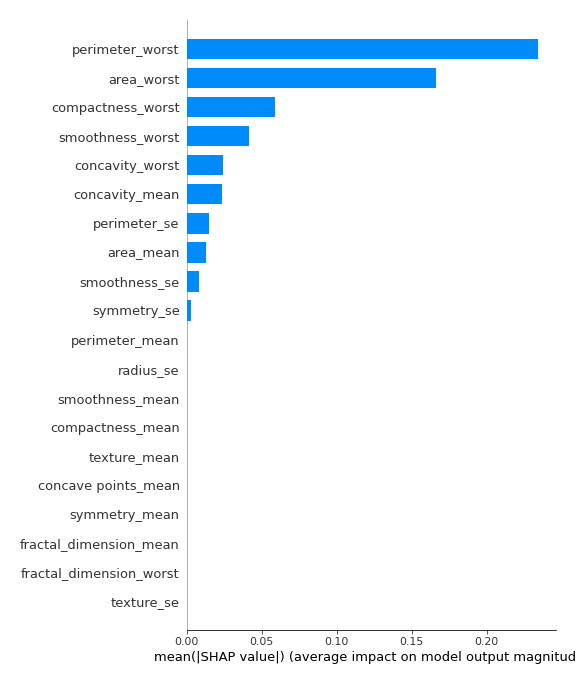 perimeter_worst
area_worst
compactness_worst
smoothness_worst
concavity_worst
concavity_mean
perimeter_se
area_mean
smoothness_se
symmetry_se
perimeter_mean
radius_se
smoothness_mean
compactness_mean
texture_mean
concave points_mean
symmetry_mean
fractal_dimension_mean
fractal_dimension_worst
texture_se
0.00 0.05 0.10 0.15 0.20
mean(|SHAP value|) (average impact on model output magnitud